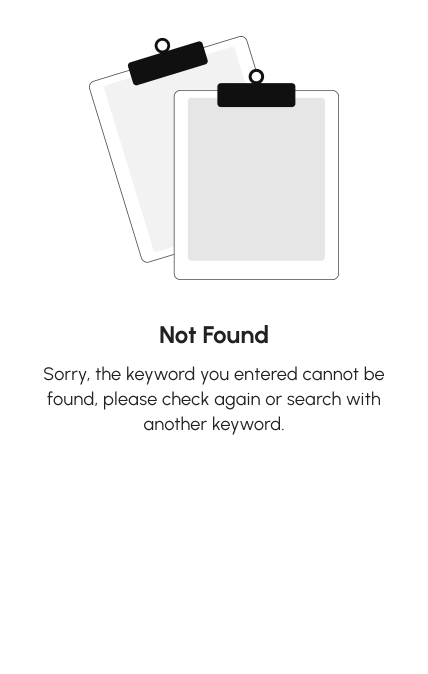 Not Found
Sorry, the keyword you entered cannot be
found, please check again or search with
another keyword.